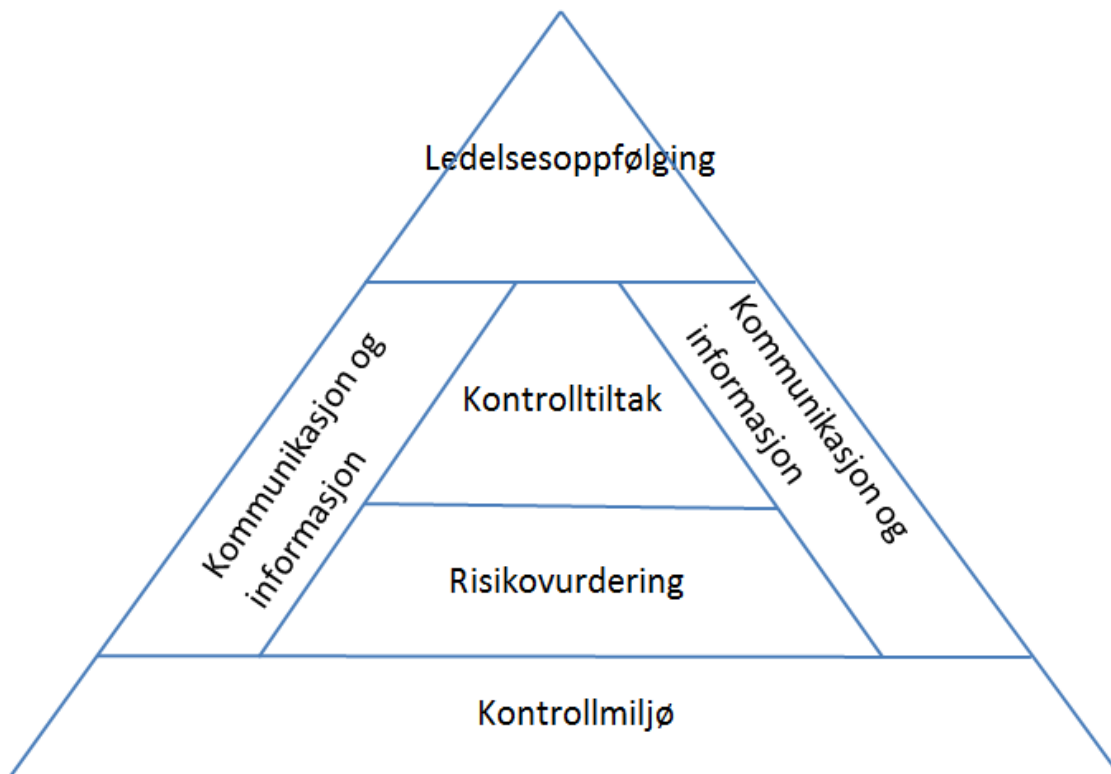 Ledelsesoppfølging
Kommunikasjon og
informasjon
Kontrolltiltak
Kommunikasjon og
informasjon
Risikovurdering
Kontrollmiljø